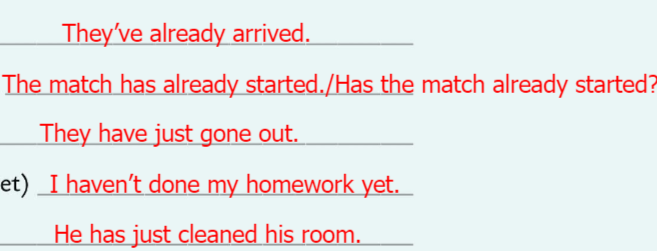 They've already arrived.
The match has already started./Has the match already started?
They have just gone out.
et) I haven't done my homework yet.
He has just cleaned his room.